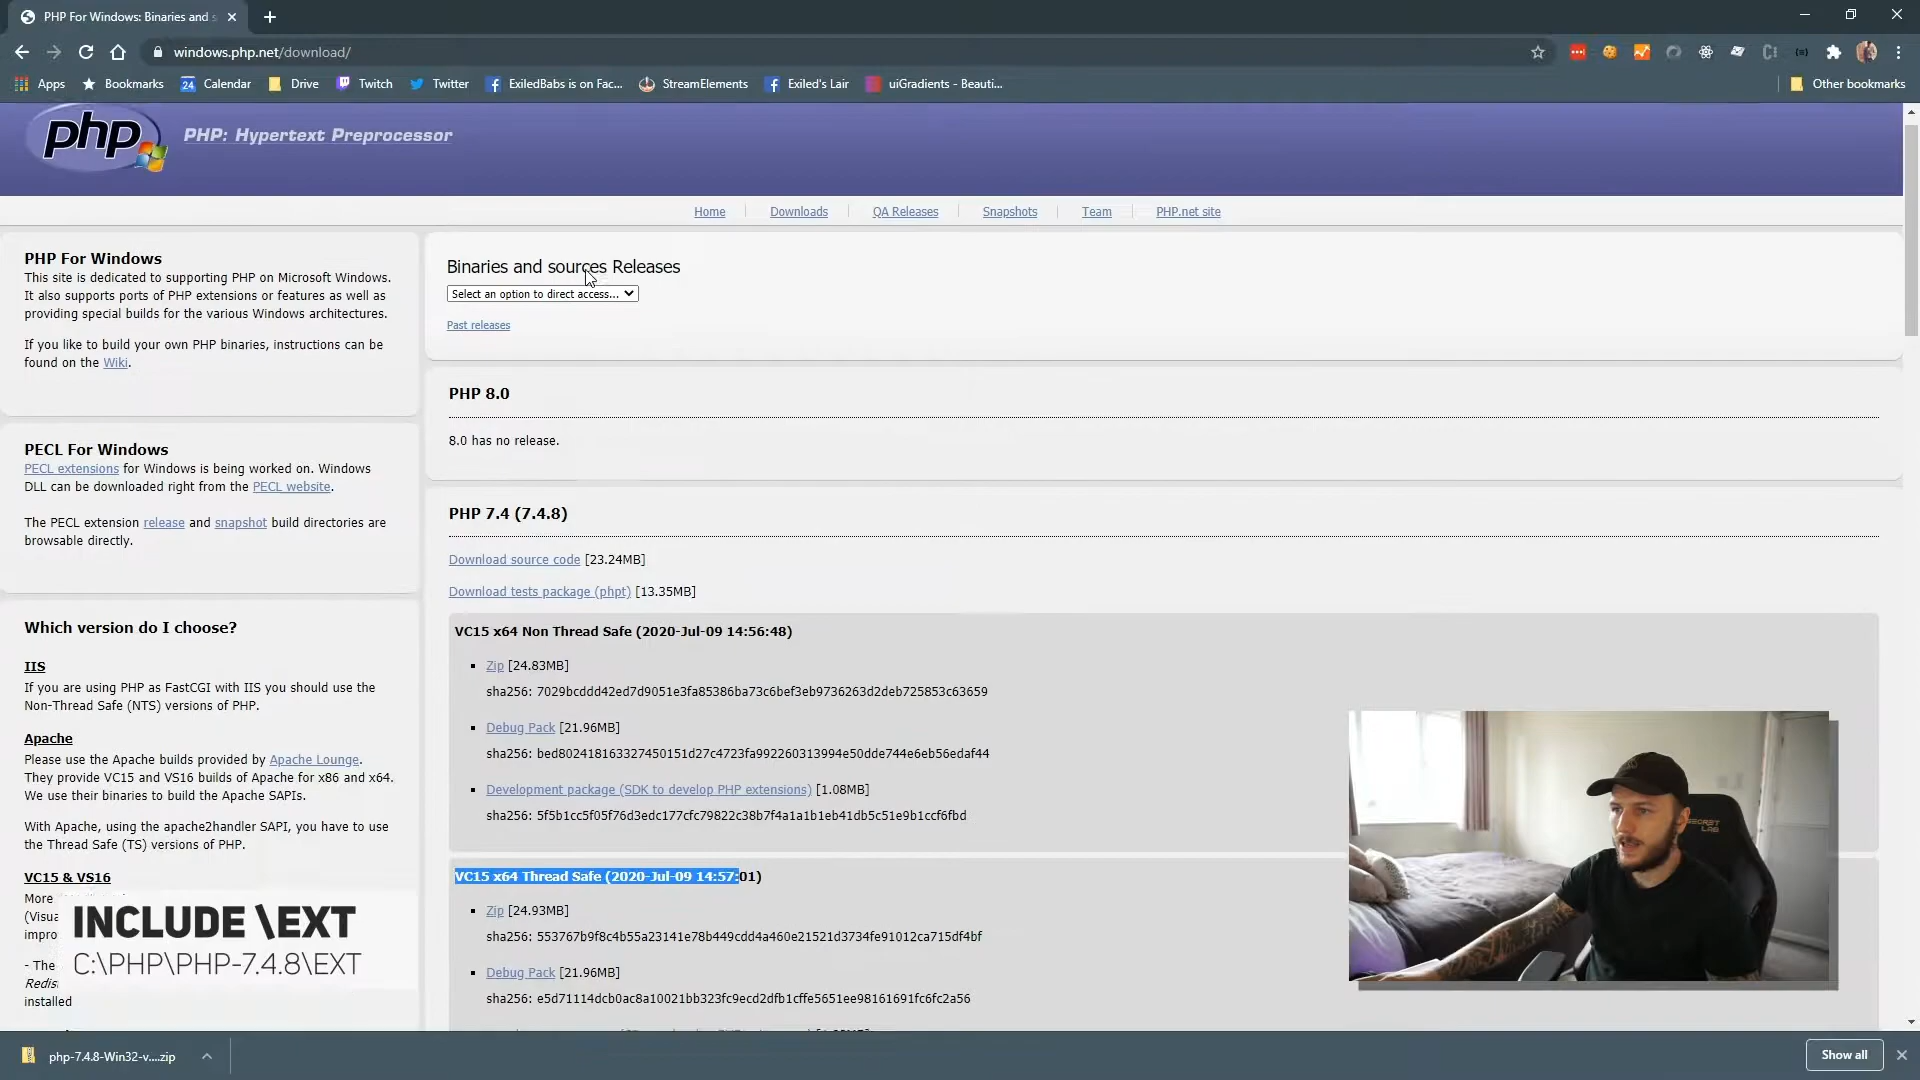 PHP For Windows: Binaries and s
windows.php.net/download/
Apps
Bookmarks
24
Calendar
Drive
Twitch
Twitter
ExiledBabs is on Fac...
StreamElements
Exiled's Lair
uiGradients - Beauti...
Other bookmarks
php
PHP: Hypertext Preprocessor
Home
Downloads
QA Releases
Snapshots
Team
PHP.net site
PHP For Windows
This site is dedicated to supporting PHP on Microsoft Windows.
It also supports ports of PHP extensions or features as well as
providing special builds for the various Windows architectures.
If you like to build your own PHP binaries, instructions can be
found on the Wiki.
PECL For Windows
PECL extensions for Windows is being worked on. Windows
DLL can be downloaded right from the PECL website.
The PECL extension release and snapshot build directories are
browsable directly.
Which version do I choose?
IIS
If you are using PHP as FastCGI with IIS you should use the
Non-Thread Safe (NTS) versions of PHP.
Apache
Please use the Apache builds provided by Apache Lounge.
They provide VC15 and VS16 builds of Apache for x86 and x64.
We use their binaries to build the Apache SAPIs.
With Apache, using the apache2handler SAPI, you have to use
the Thread Safe (TS) versions of PHP.
VC15 & VS16
More
(Visua
impro
- The
Redis
installed
INCLUDE \EXT
C:\PHP\PHP-7.4.8\EXT
Binaries and sources Releases
Select an option to direct access...
Past releases
PHP 8.0
8.0 has no release.
PHP 7.4 (7.4.8)
Download source code [23.24MB]
Download tests package (phpt) [13.35MB]
VC15 x64 Non Thread Safe (2020-Jul-09 14:56:48)
Zip [24.83MB]
sha256: 7029bcddd42ed7d9051e3fa85386ba73c6bef3eb9736263d2deb725853c63659
Debug Pack [21.96MB]
sha256: bed802418163327450151d27c4723fa992260313994e50dde744e6eb56edaf44
Development package (SDK to develop PHP extensions) [1.08MB]
sha256: 5f5b1cc5f05f76d3edc177cfc79822c38b7f4a1a1b1eb41db5c51e9b1ccf6fbd
VC15 x64 Thread Safe (2020-Jul-09 14:57:01)
Zip [24.93MB]
sha256: 553767b9f8c4b55a23141e78b449cdd4a460e21521d3734fe91012ca715df4bf
Debug Pack [21.96MB]
sha256: e5d71114dcb0ac8a10021bb323fc9ecd2dfb1cffe5651ee98161691fc6fc2a56
SECRET
LAB
php-7.4.8-Win32-v....zip
Show all